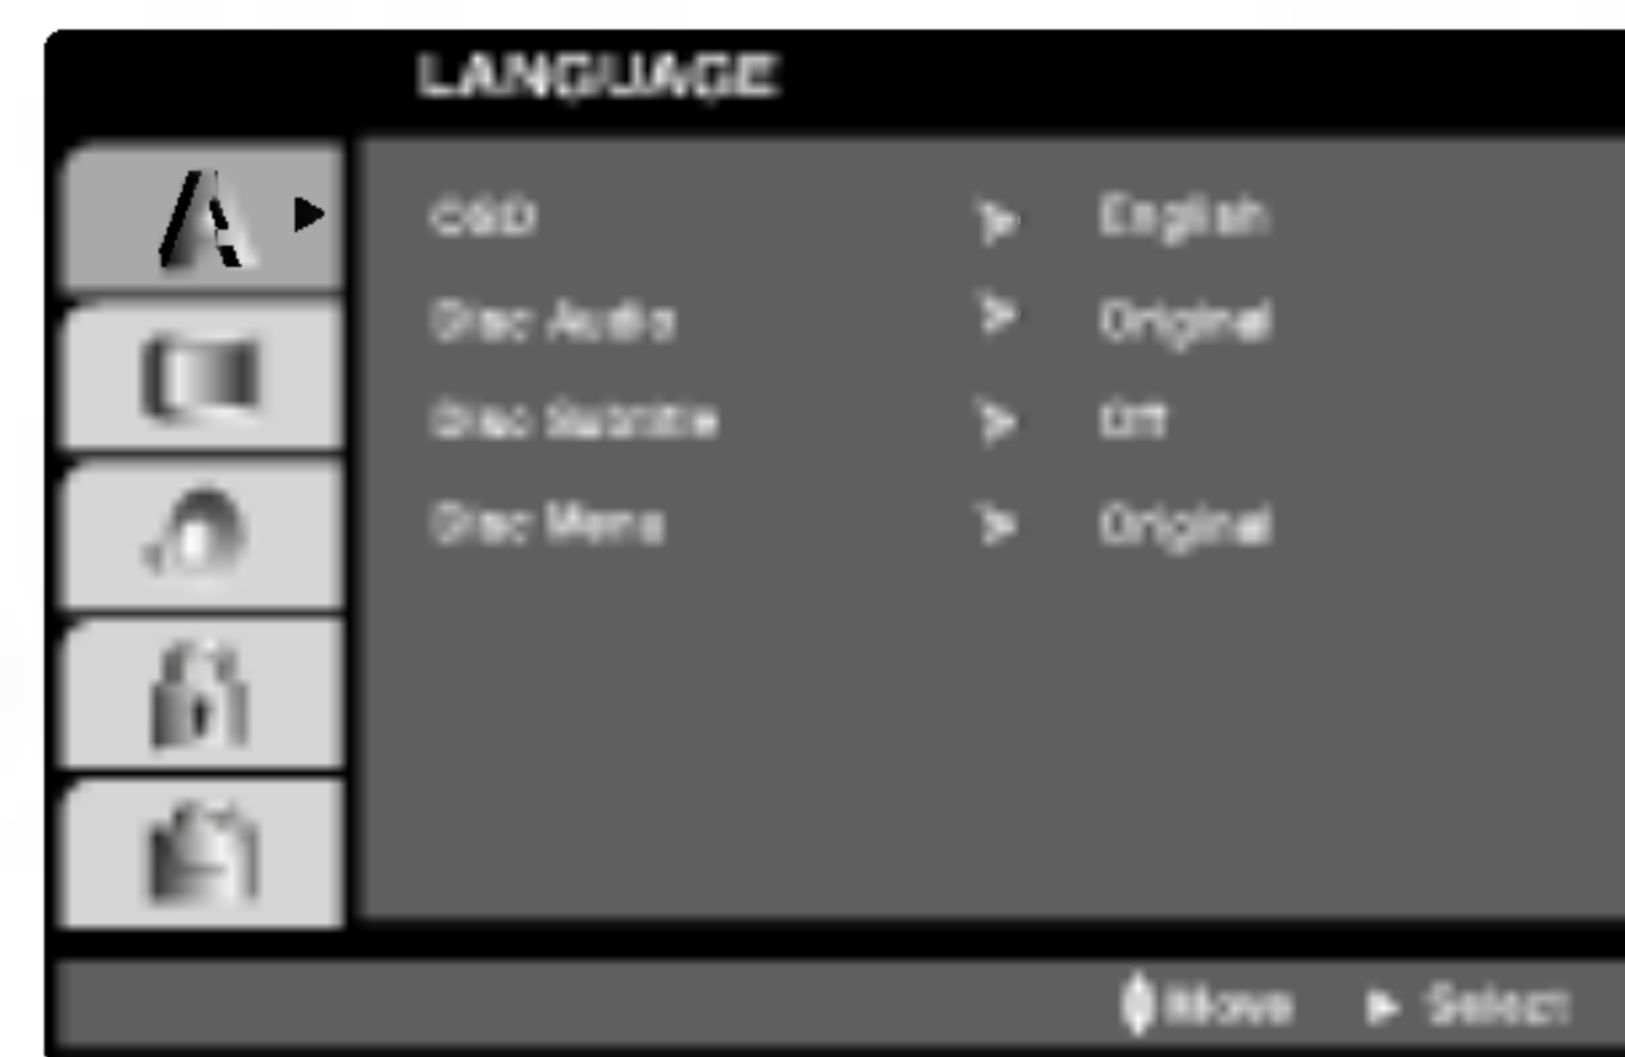 LANGUAGE
OSD English
Disc Audio Original
Disc Subtitle Off
Disc Menu Original
Move Select